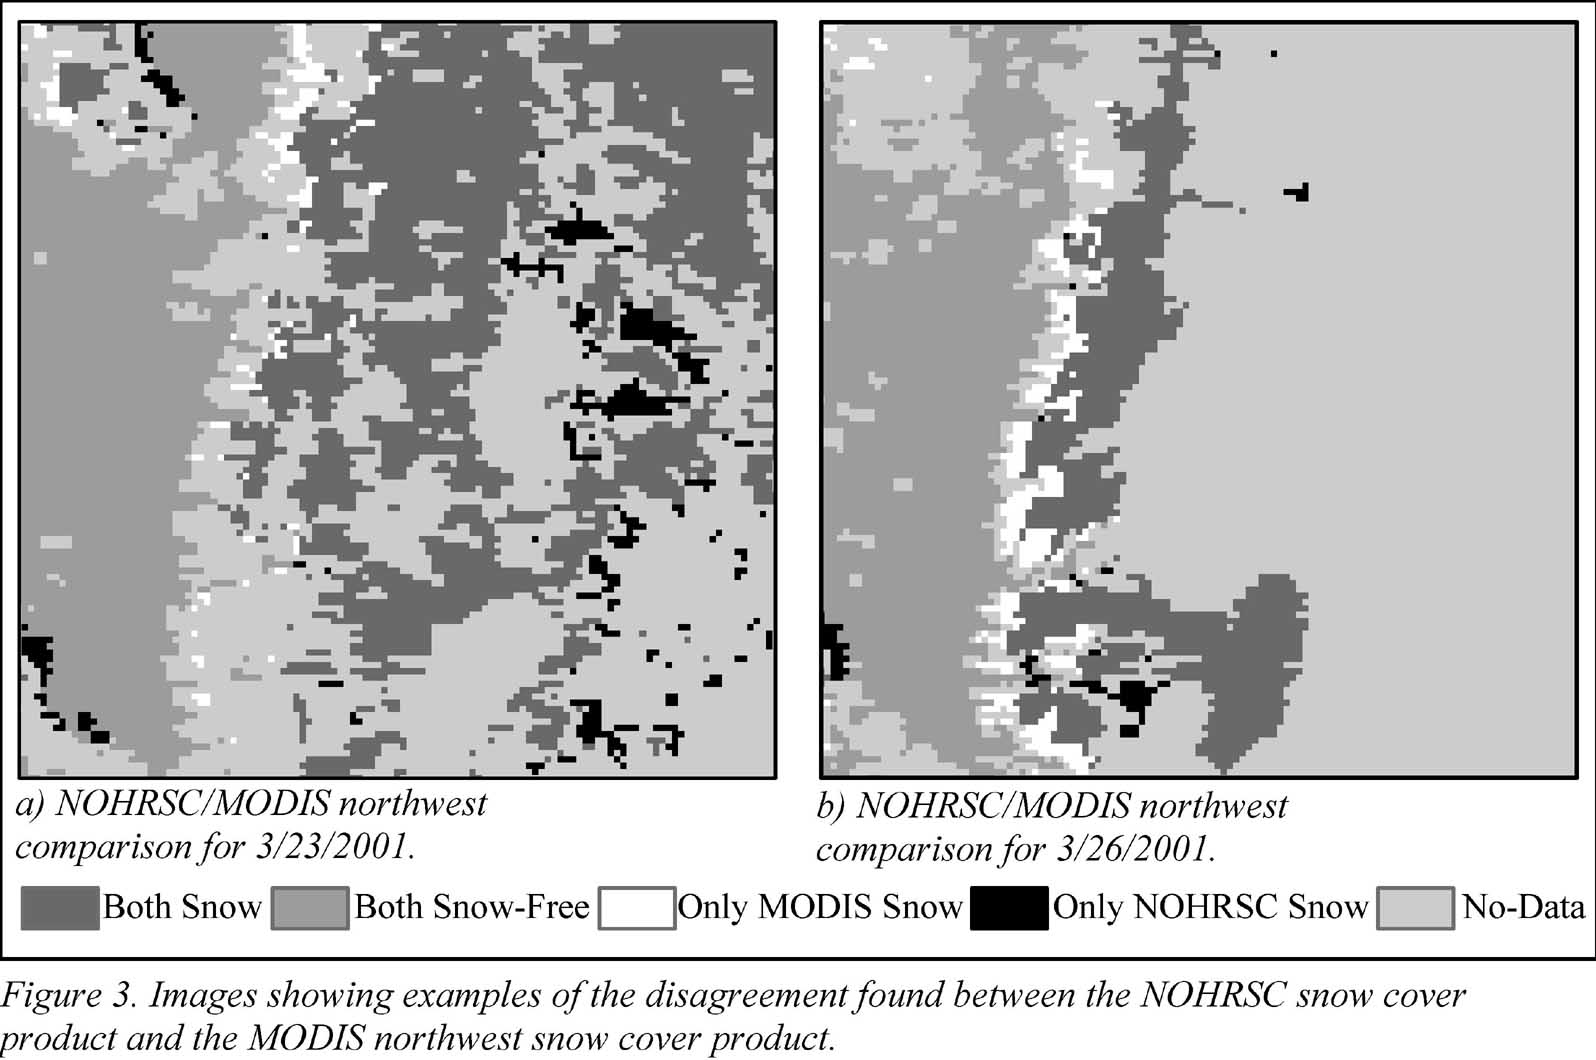 a) NOHRSC/MODIS northwest
comparison for 3/23/2001.
b) NOHRSC/MODIS northwest
comparison for 3/26/2001.
Both Snow Both Snow-Free Only MODIS Snow Only NOHRSC Snow No-Data
Figure 3. Images showing examples of the disagreement found between the NOHRSC snow cover
product and the MODIS northwest snow cover product.